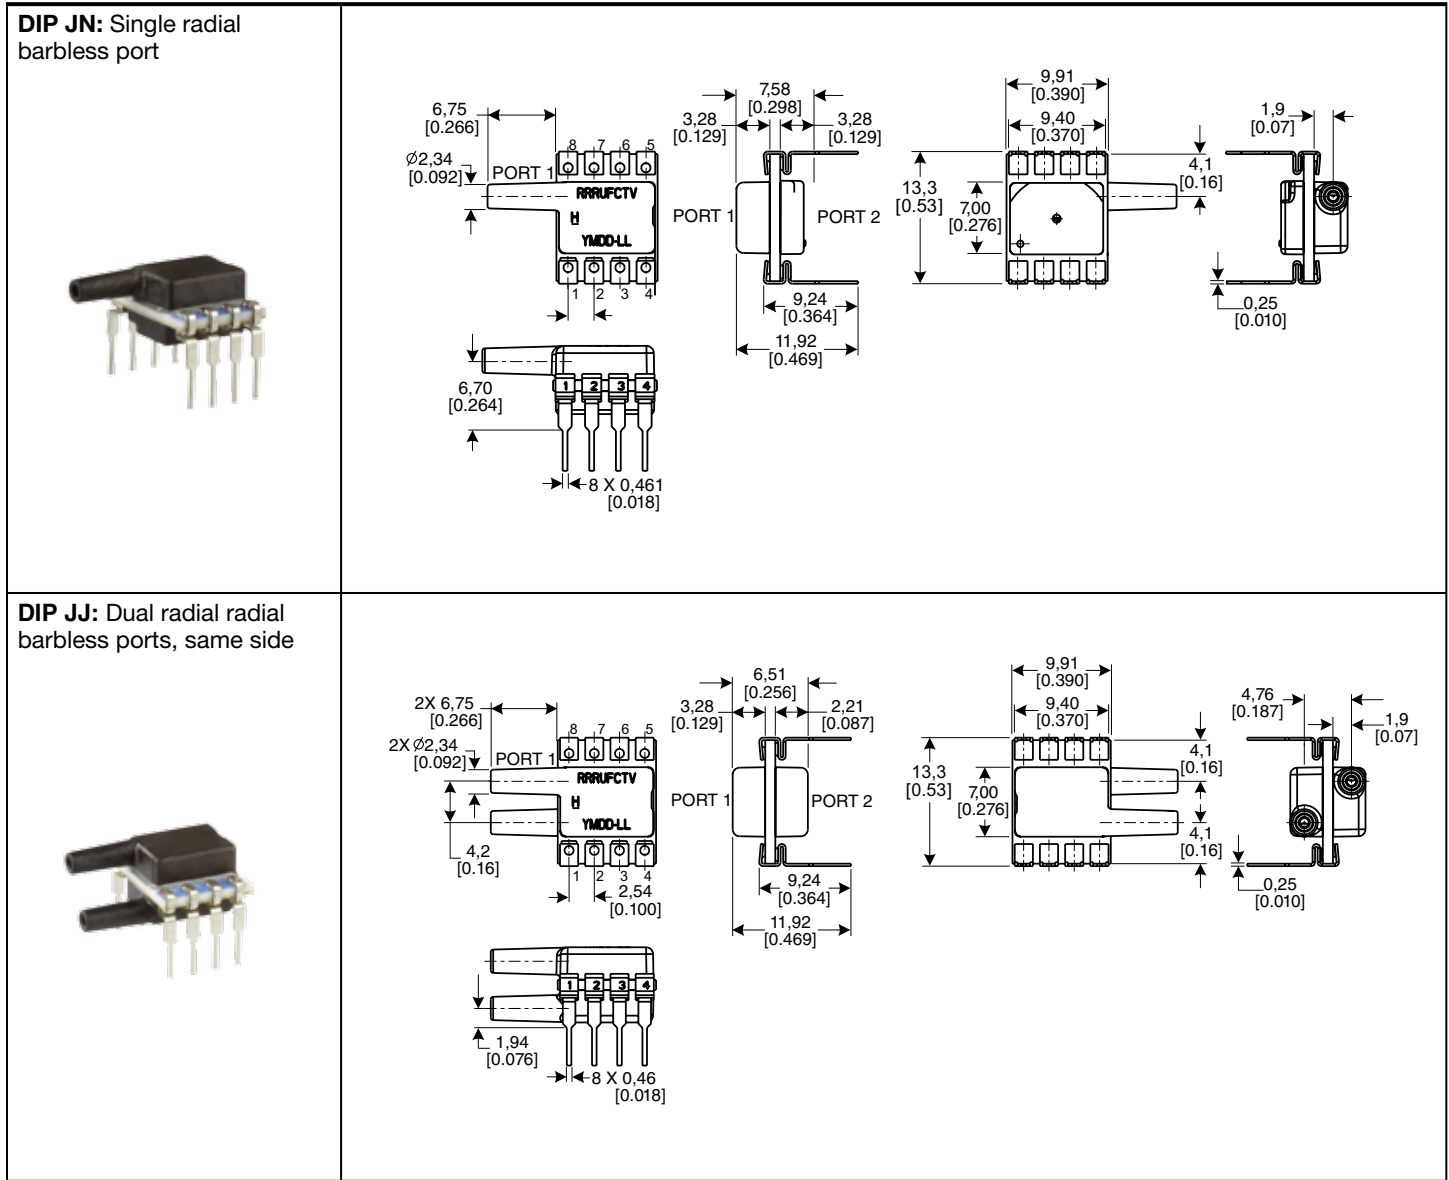 DIP JN: Single radial
barbless port
7,58
[0.298]
3,28
[0.129]
3,28
[0.129]
6,75
[0.266]
Ø2,34
[0.092]
PORT 1
8 7 6 5
RRRUFCTV
H
YMDD-LL
1 2 3 4
PORT 1
PORT 2
9,24
[0.364]
11,92
[0.469]
9,91
[0.390]
9,40
[0.370]
4,1
[0.16]
13,3
[0.53]
7,00
[0.276]
1,9
[0.07]
0,25
[0.010]
6,70
[0.264]
1 2 3 4
8 X 0,461
[0.018]
DIP JJ: Dual radial radial
barbless ports, same side
6,51
[0.256]
3,28
[0.129]
2,21
[0.087]
2X 6,75
[0.266]
2X Ø2,34
[0.092]
PORT 1
8 7 6 5
RRRUFCTV
H
YMDD-LL
1 2 3 4
4,2
[0.16]
2,54
[0.100]
PORT 1
PORT 2
9,24
[0.364]
11,92
[0.469]
9,91
[0.390]
9,40
[0.370]
4,1
[0.16]
13,3
[0.53]
7,00
[0.276]
4,1
[0.16]
4,76
[0.187]
1,9
[0.07]
0,25
[0.010]
1 2 3 4
1,94
[0.076]
8 X 0,46
[0.018]